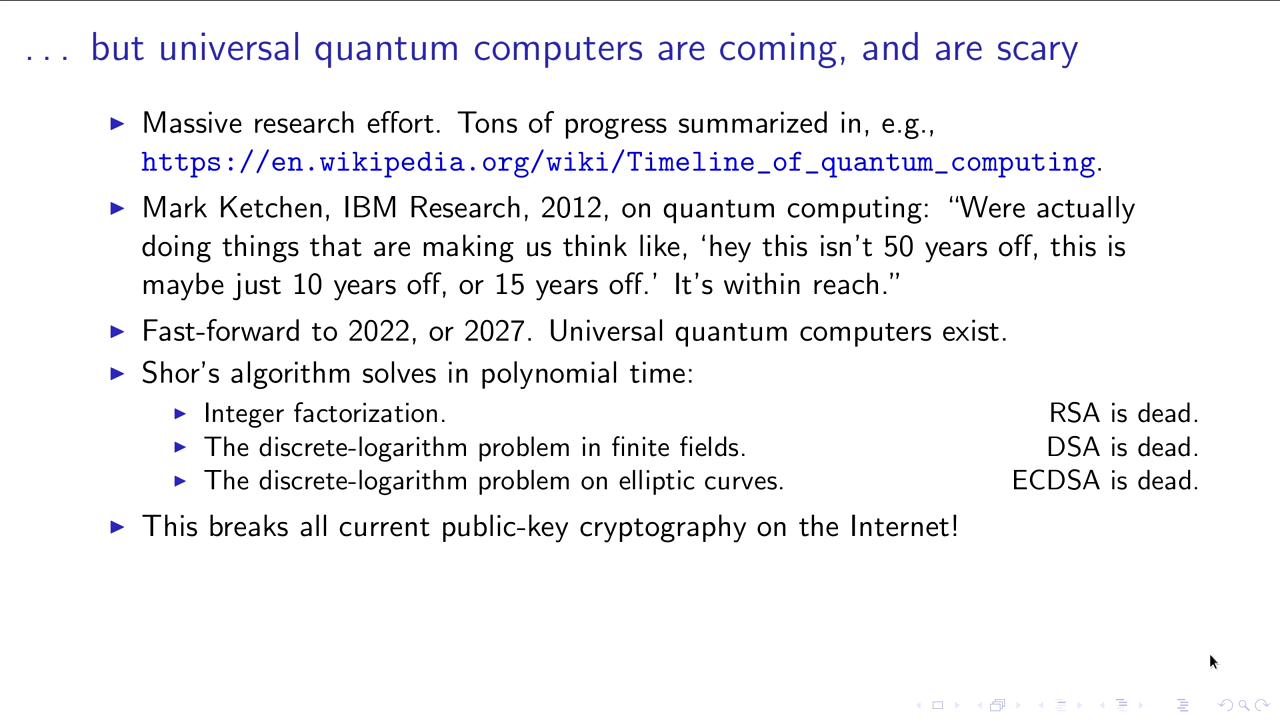 ... but universal quantum computers are coming, and are scary
Massive research effort. Tons of progress summarized in, e.g.,
https://en.wikipedia.org/wiki/Timeline_of_quantum_computing.
Mark Ketchen, IBM Research, 2012, on quantum computing: “Were actually
doing things that are making us think like, ‘hey this isn’t 50 years off, this is
maybe just 10 years off, or 15 years off.’ It’s within reach.”
Fast-forward to 2022, or 2027. Universal quantum computers exist.
Shor’s algorithm solves in polynomial time:
Integer factorization. RSA is dead.
The discrete-logarithm problem in finite fields. DSA is dead.
The discrete-logarithm problem on elliptic curves. ECDSA is dead.
This breaks all current public-key cryptography on the Internet!